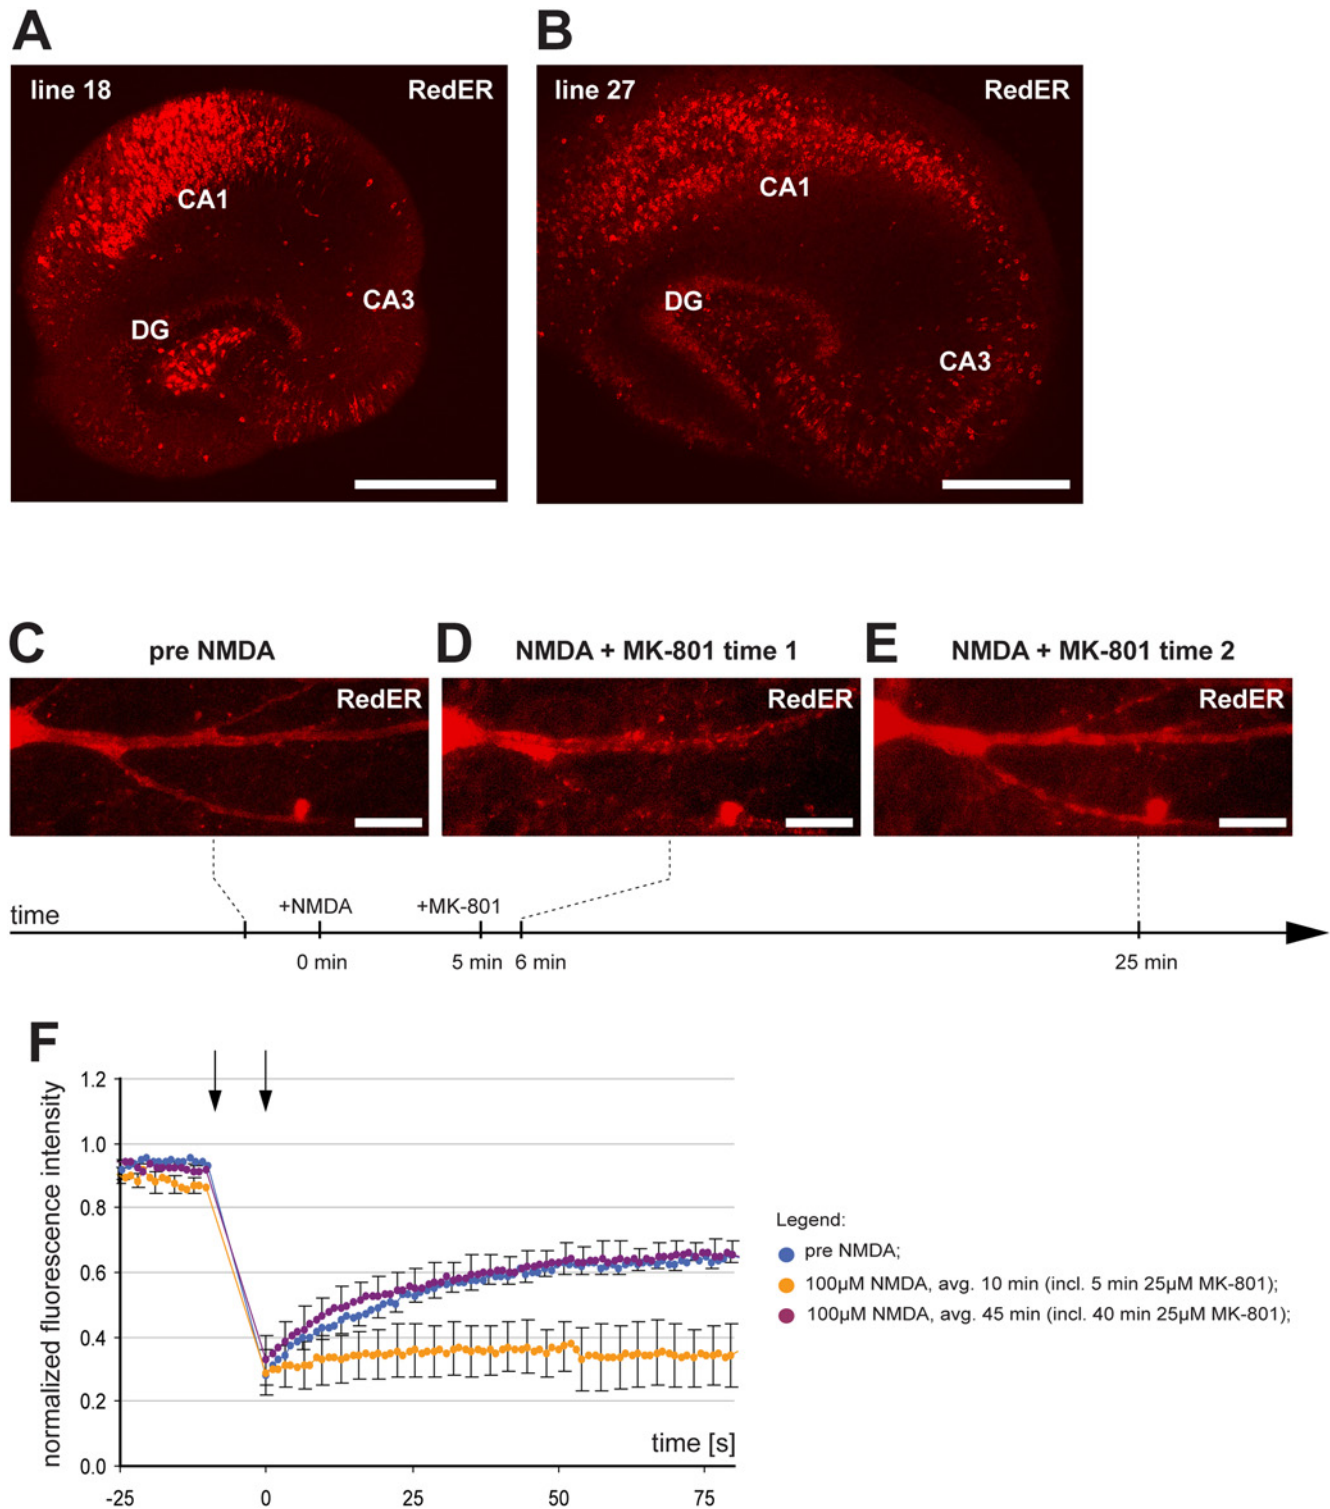 A
B
line 18 RedER
line 27 RedER
CA1
CA3
DG
CA1
DG
CA3
C pre NMDA
D NMDA + MK-801 time 1
E NMDA + MK-801 time 2
RedER
RedER
RedER
time
+NMDA
+MK-801
0 min
5 min
6 min
25 min
F
normalized fluorescence intensity
1.2
1.0
0.8
0.6
0.4
0.2
0.0
time [s]
-25 0 25 50 75
Legend:
pre NMDA;
100µM NMDA, avg. 10 min (incl. 5 min 25µM MK-801);
100µM NMDA, avg. 45 min (incl. 40 min 25µM MK-801);